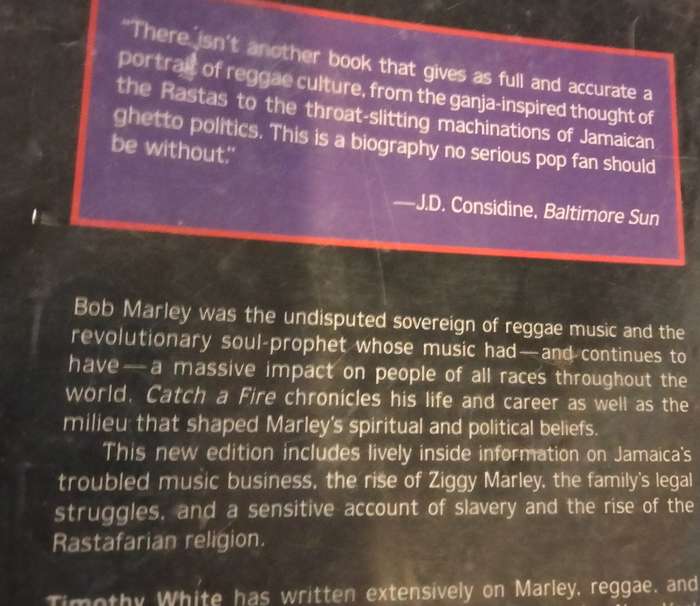 "There isn't another book that gives as full and accurate a
portrait of reggae culture, from the ganja-inspired thought of
the Rastas to the throat-slitting machinations of Jamaican
ghetto politics. This is a biography no serious pop fan should
be without."
—J.D. Considine, Baltimore Sun
Bob Marley was the undisputed sovereign of reggae music and the
revolutionary soul-prophet whose music had—and continues to
have—a massive impact on people of all races throughout the
world. Catch a Fire chronicles his life and career as well as the
milieu that shaped Marley's spiritual and political beliefs.
This new edition includes lively inside information on Jamaica's
troubled music business, the rise of Ziggy Marley, the family's legal
struggles, and a sensitive account of slavery and the rise of the
Rastafarian religion.
Timothy White has written extensively on Marley, reggae, and